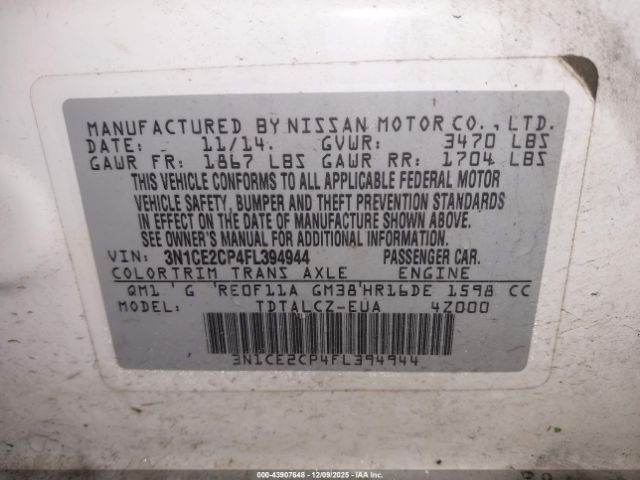 MANUFACTURED BY NISSAN MOTOR CO., LTD.
DATE: 11/14. GVWR: 3470 LBS
GAWR FR: 1867 LBS GAWR RR: 1704 LBS
THIS VEHICLE CONFORMS TO ALL APPLICABLE FEDERAL MOTOR
VEHICLE SAFETY, BUMPER AND THEFT PREVENTION STANDARDS
IN EFFECT ON THE DATE OF MANUFACTURE SHOWN ABOVE.
SEE OWNER'S MANUAL FOR ADDITIONAL INFORMATION.
VIN: 3N1CE2CP4FL394944 PASSENGER CAR.
COLOR TRIM TRANS AXLE ENGINE
QM1 ' G 'RE0F11A GM38'HR16DE 1598 CC
MODEL: TDTALCZ-EUA 4Z000
3N1CE2CP4FL394944
000-43907648 - 12/09/2025 - IAA, LLC.